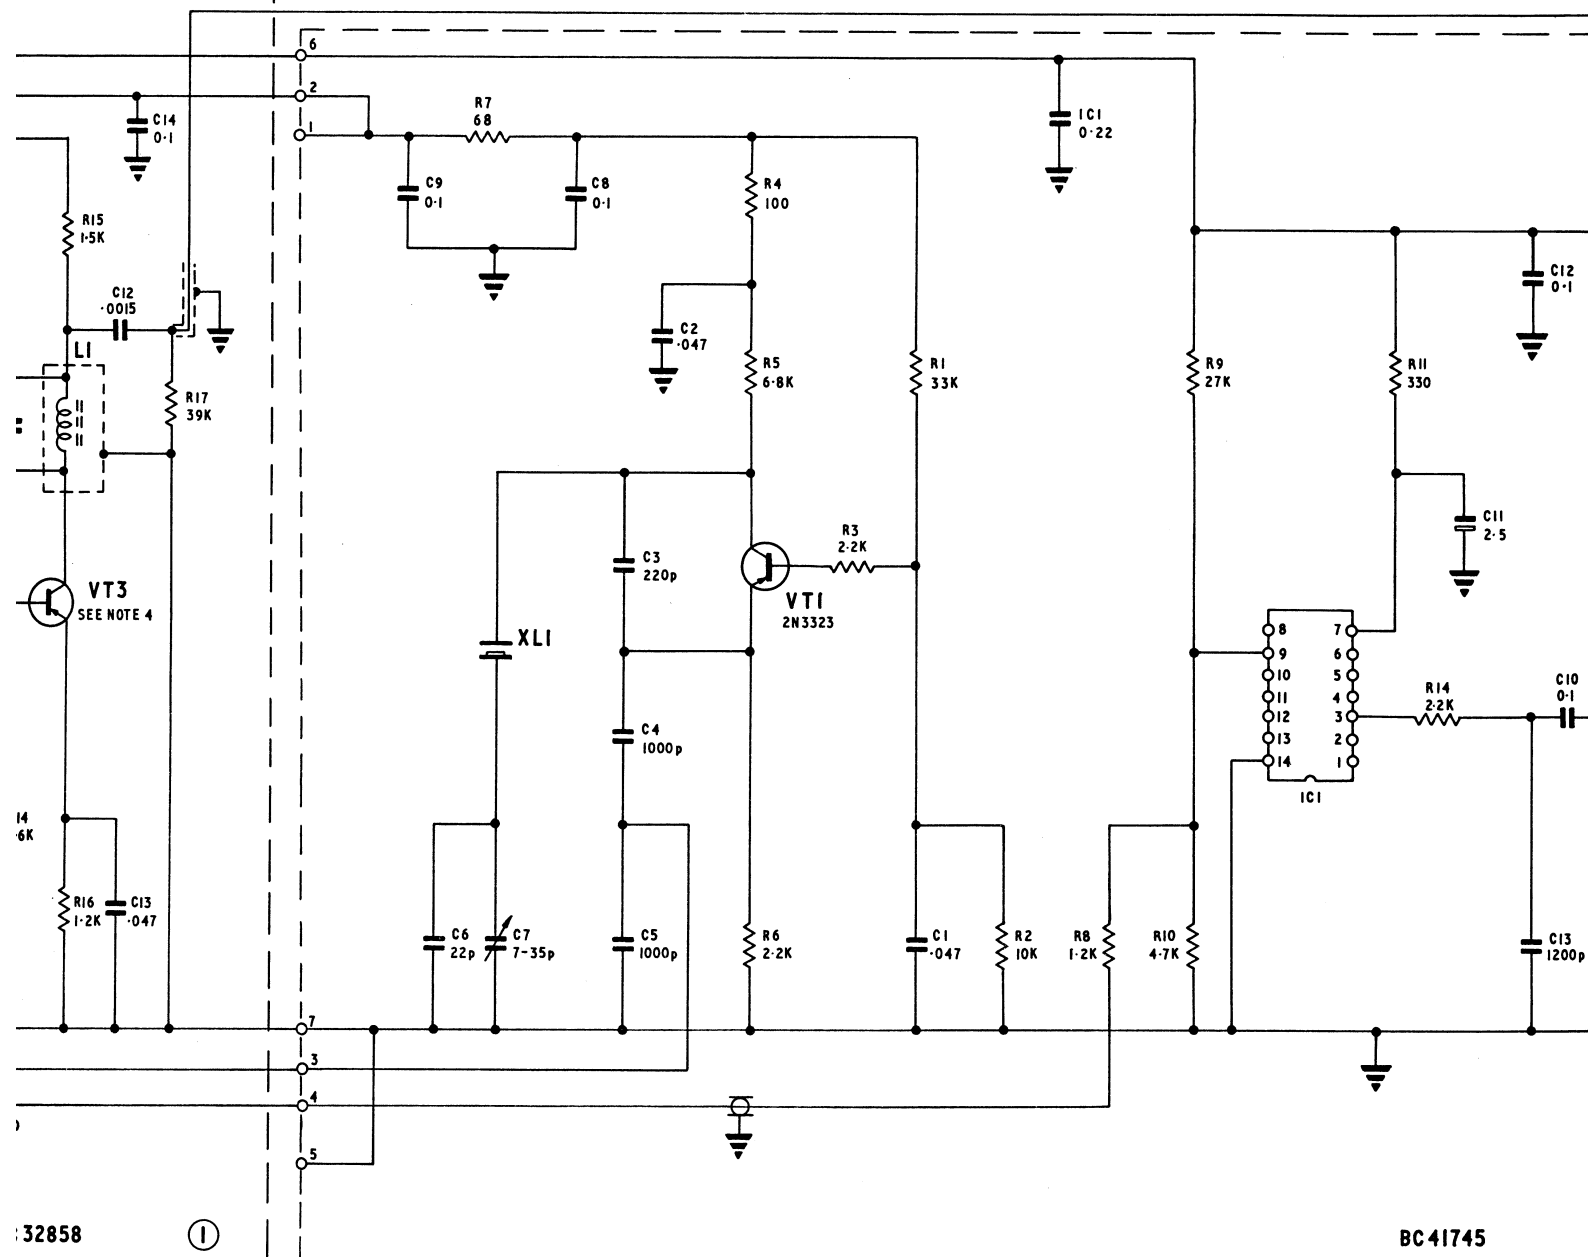 6
2
1
C14
0·1
R7
68
1C1
0·22
C9
0·1
C8
0·1
R4
100
R15
1·5K
C12
·0015
L1
R17
39K
C2
·047
R5
6·8K
R1
33K
R9
27K
R11
330
C12
0·1
C11
2·5
R3
2·2K
C3
220p
VT1
2N3323
VT3
SEE NOTE 4
XL1
8 7
9 6
10 5
11 4
12 3
13 2
14 1
IC1
R14
2·2K
C10
0·1
C4
1000p
14
·6K
R16
1·2K
C13
·047
C6
22p
C7
7-35p
C5
1000p
R6
2·2K
C1
·047
R2
10K
R8
1·2K
R10
4·7K
C13
1200p
7
3
4
5
32858
1
BC41745